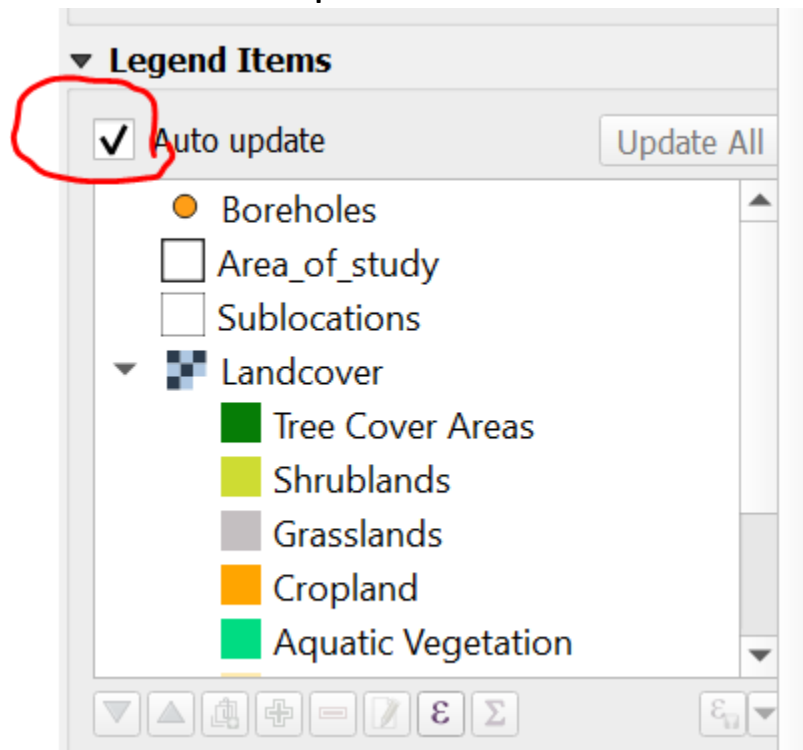 Legend Items
Auto update
Update All
Boreholes
Area_of_study
Sublocations
Landcover
Tree Cover Areas
Shrublands
Grasslands
Cropland
Aquatic Vegetation
ε Σ ε